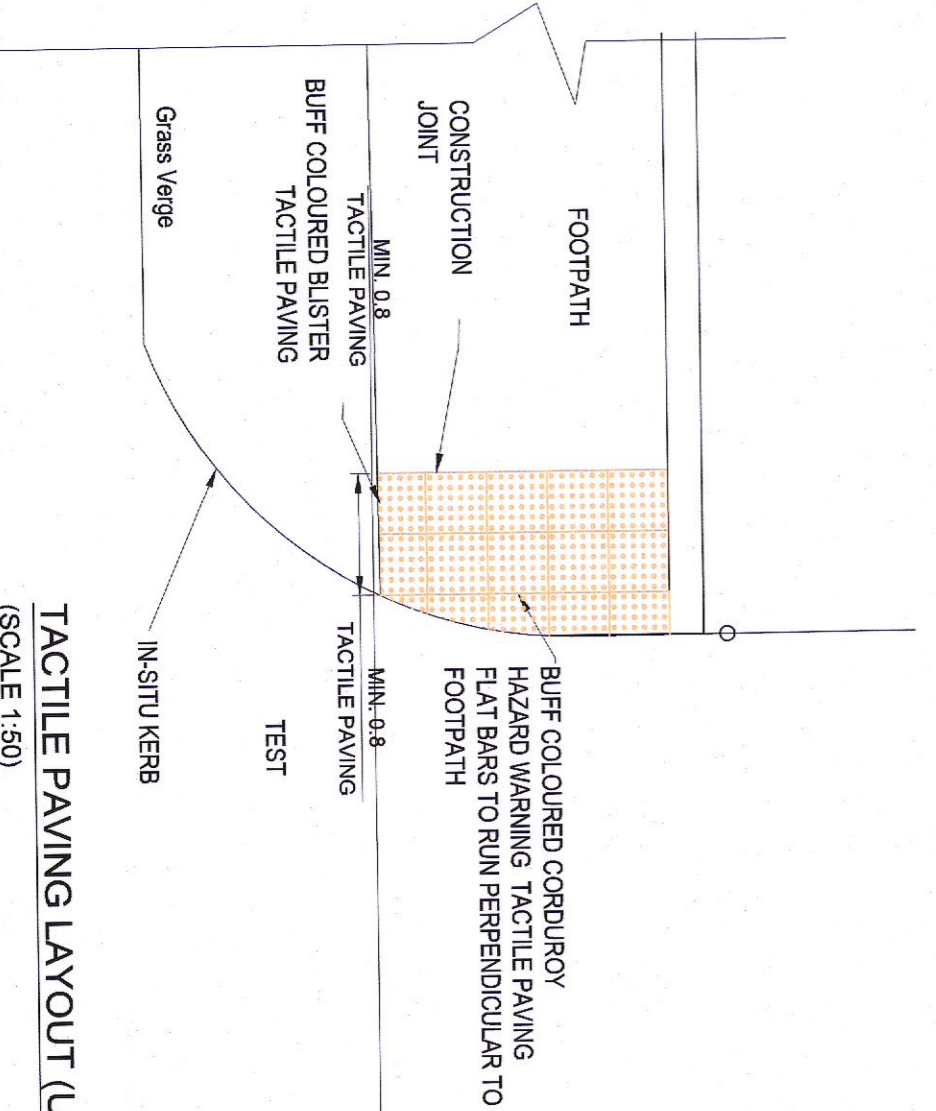 FOOTPATH
CONSTRUCTION
JOINT
MIN. 0.8
TACTILE PAVING
BUFF COLOURED BLISTER
TACTILE PAVING
Grass Verge
BUFF COLOURED CORDUROY
HAZARD WARNING TACTILE PAVING
FLAT BARS TO RUN PERPENDICULAR TO
FOOTPATH
MIN. 0.8
TACTILE PAVING
TEST
IN-SITU KERB
TACTILE PAVING LAYOUT
(SCALE 1:50)